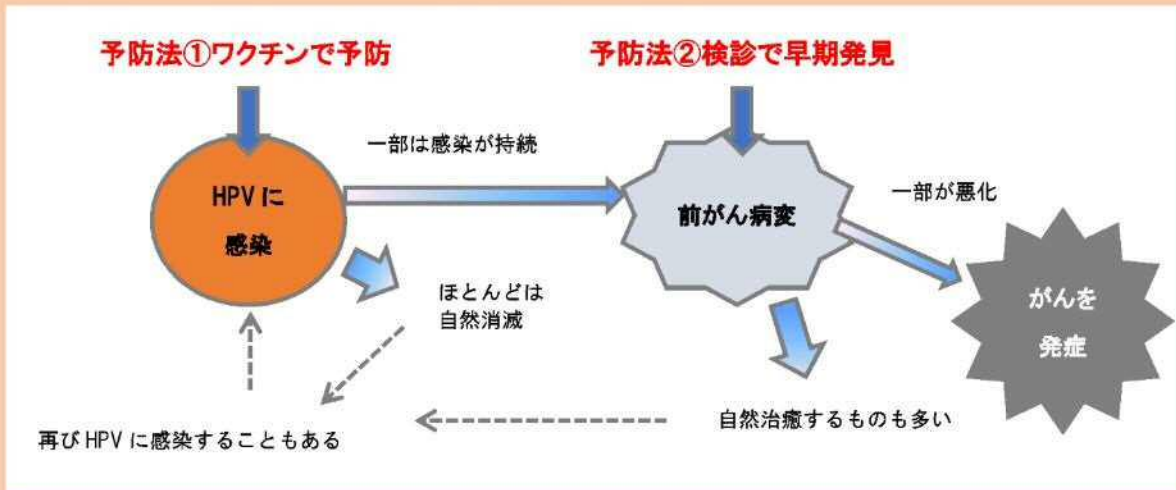 予防法①ワクチンで予防
予防法②検診で早期発見
一部は感染が持続
HPVに
感染
前がん病変
一部が悪化
ほとんどは
自然消滅
がんを
発症
自然治癒するものも多い
再びHPVに感染することもある